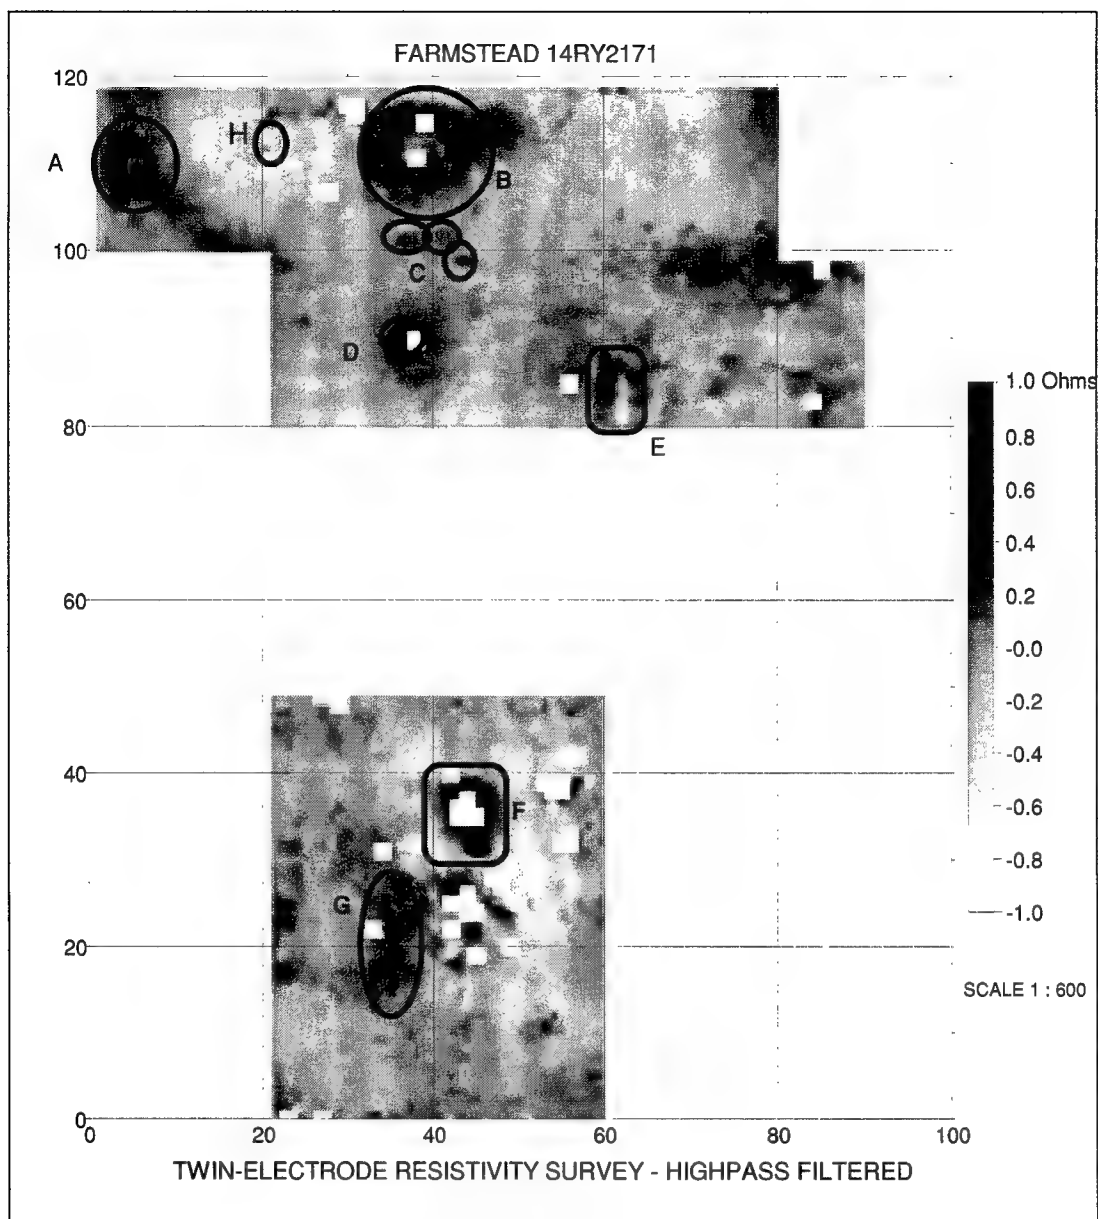 FARMSTEAD 14RY2171
120
H
A
B
100
C
D
1.0 Ohms
80
E
0.8
0.6
0.4
60
0.2
-0.0
-0.2
-0.4
40
F
-0.6
-0.8
G
-1.0
20
SCALE 1 : 600
0
0 20 40 60 80 100
TWIN-ELECTRODE RESISTIVITY SURVEY - HIGHPASS FILTERED